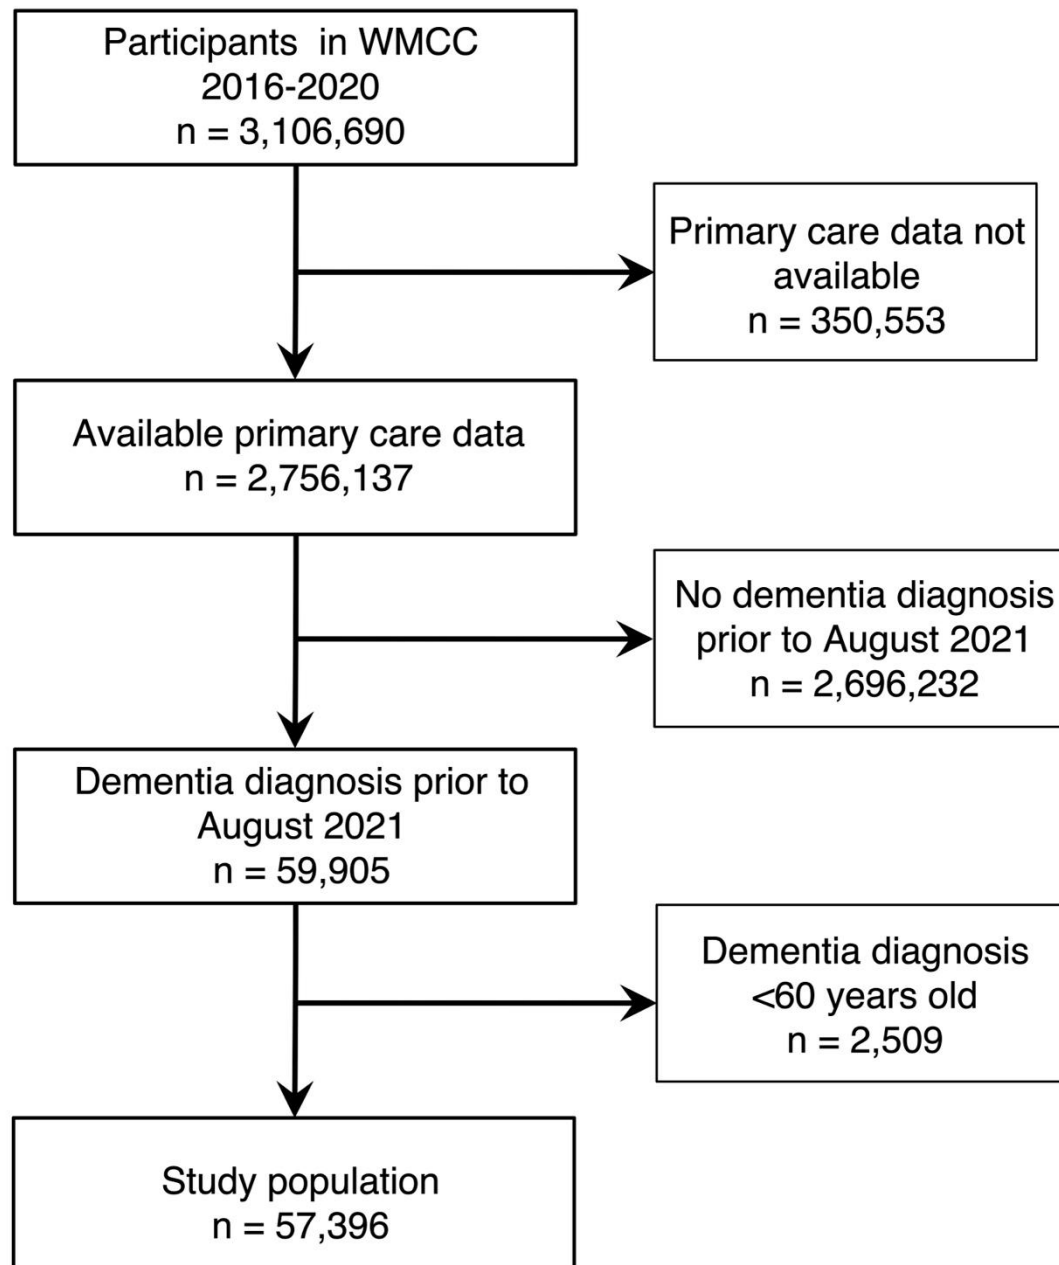 Participants in WMCC
2016-2020
n = 3,106,690
Primary care data not
available
n = 350,553
Available primary care data
n = 2,756,137
No dementia diagnosis
prior to August 2021
n = 2,696,232
Dementia diagnosis prior to
August 2021
n = 59,905
Dementia diagnosis
<60 years old
n = 2,509
Study population
n = 57,396